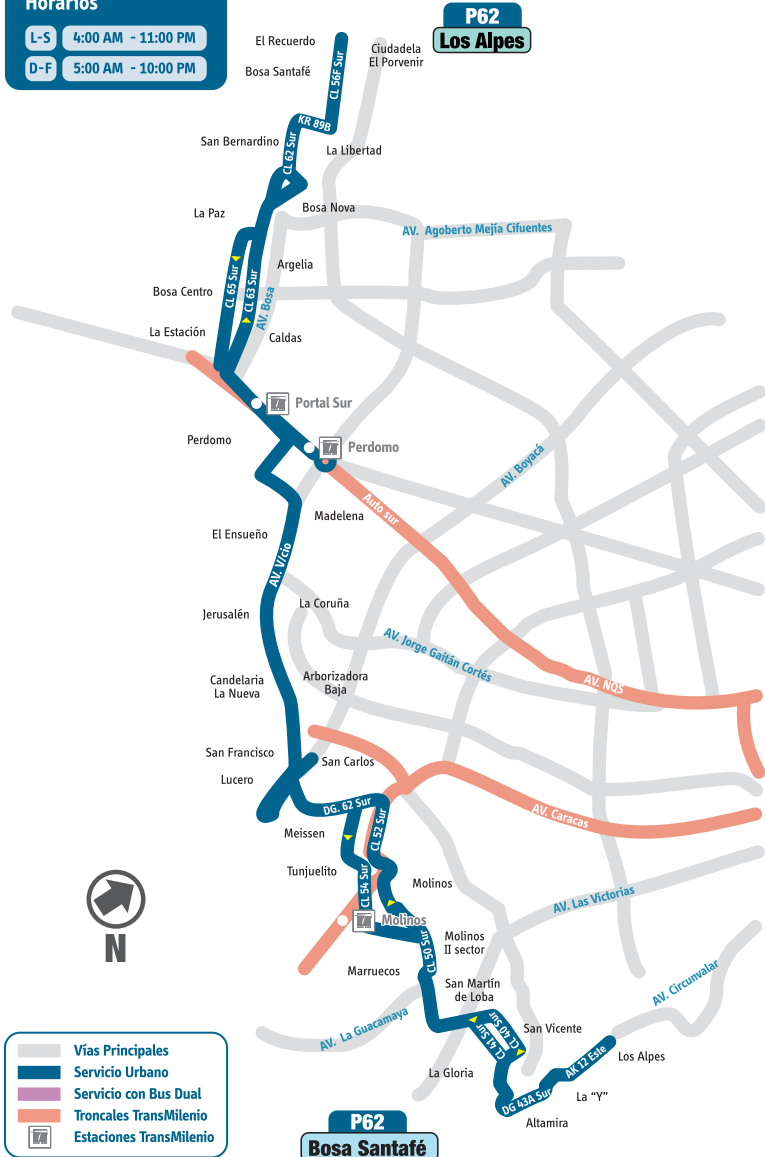 Horarios
L-S 4:00 AM - 11:00 PM
D-F 5:00 AM - 10:00 PM
P62
Los Alpes
El Recuerdo
Ciudadela
El Porvenir
Bosa Santafé
CL 56F Sur
KR 89B
San Bernardino
CL 62 Sur
La Libertad
La Paz
Bosa Nova
AV. Agoberto Mejía Cifuentes
Argelia
Bosa Centro
CL 65 Sur
CL 63 Sur
AV. Bosa
La Estación
Caldas
Portal Sur
Perdomo
Perdomo
AV. Boyacá
Auto sur
Madelena
El Ensueño
AV. V/cio
La Coruña
Jerusalén
AV. Jorge Gaitán Cortés
Candelaria
La Nueva
Arborizadora
Baja
AV. NQS
San Francisco
San Carlos
Lucero
DG. 62 Sur
AV. Caracas
Meissen
CL 52 Sur
Tunjuelito
CL 54 Sur
Molinos
AV. Las Victorias
Molinos
N
CL 50 Sur
Molinos
II sector
Marruecos
AV. Circunvalar
San Martín
de Loba
AV. La Guacamaya
CL 40 Sur
CL 41 Sur
San Vicente
Los Alpes
La Gloria
AK 12 Este
La “Y”
DG 43A Sur
Altamira
Vías Principales
Servicio Urbano
Servicio con Bus Dual
Troncales TransMilenio
Estaciones TransMilenio
P62
Bosa Santafé